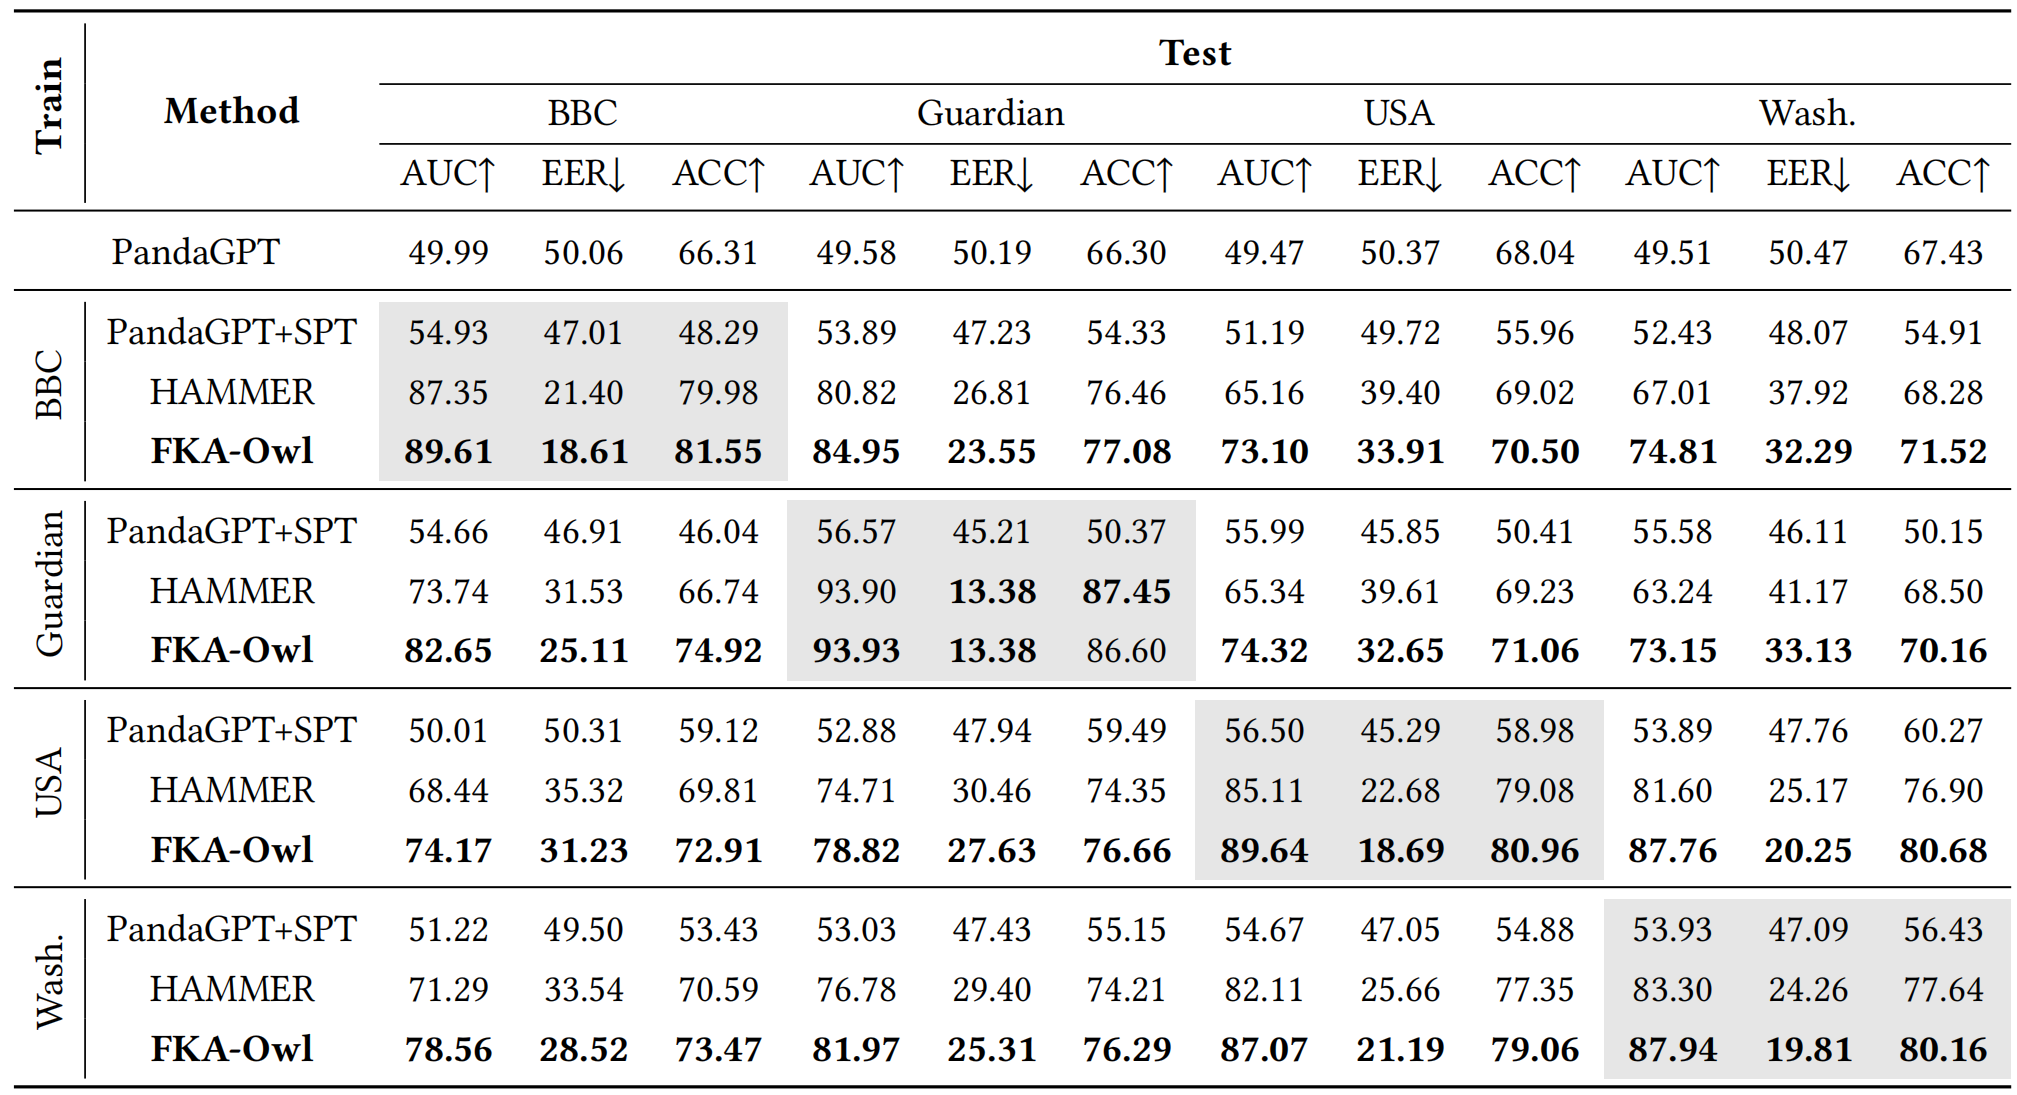 Train Method Test
BBC Guardian USA Wash.
AUC↑ EER↓ ACC↑ AUC↑ EER↓ ACC↑ AUC↑ EER↓ ACC↑ AUC↑ EER↓ ACC↑
PandaGPT 49.99 50.06 66.31 49.58 50.19 66.30 49.47 50.37 68.04 49.51 50.47 67.43
BBC
PandaGPT+SPT 54.93 47.01 48.29 53.89 47.23 54.33 51.19 49.72 55.96 52.43 48.07 54.91
HAMMER 87.35 21.40 79.98 80.82 26.81 76.46 65.16 39.40 69.02 67.01 37.92 68.28
FKA-Owl 89.61 18.61 81.55 84.95 23.55 77.08 73.10 33.91 70.50 74.81 32.29 71.52
Guardian
PandaGPT+SPT 54.66 46.91 46.04 56.57 45.21 50.37 55.99 45.85 50.41 55.58 46.11 50.15
HAMMER 73.74 31.53 66.74 93.90 13.38 87.45 65.34 39.61 69.23 63.24 41.17 68.50
FKA-Owl 82.65 25.11 74.92 93.93 13.38 86.60 74.32 32.65 71.06 73.15 33.13 70.16
USA
PandaGPT+SPT 50.01 50.31 59.12 52.88 47.94 59.49 56.50 45.29 58.98 53.89 47.76 60.27
HAMMER 68.44 35.32 69.81 74.71 30.46 74.35 85.11 22.68 79.08 81.60 25.17 76.90
FKA-Owl 74.17 31.23 72.91 78.82 27.63 76.66 89.64 18.69 80.96 87.76 20.25 80.68
Wash.
PandaGPT+SPT 51.22 49.50 53.43 53.03 47.43 55.15 54.67 47.05 54.88 53.93 47.09 56.43
HAMMER 71.29 33.54 70.59 76.78 29.40 74.21 82.11 25.66 77.35 83.30 24.26 77.64
FKA-Owl 78.56 28.52 73.47 81.97 25.31 76.29 87.07 21.19 79.06 87.94 19.81 80.16